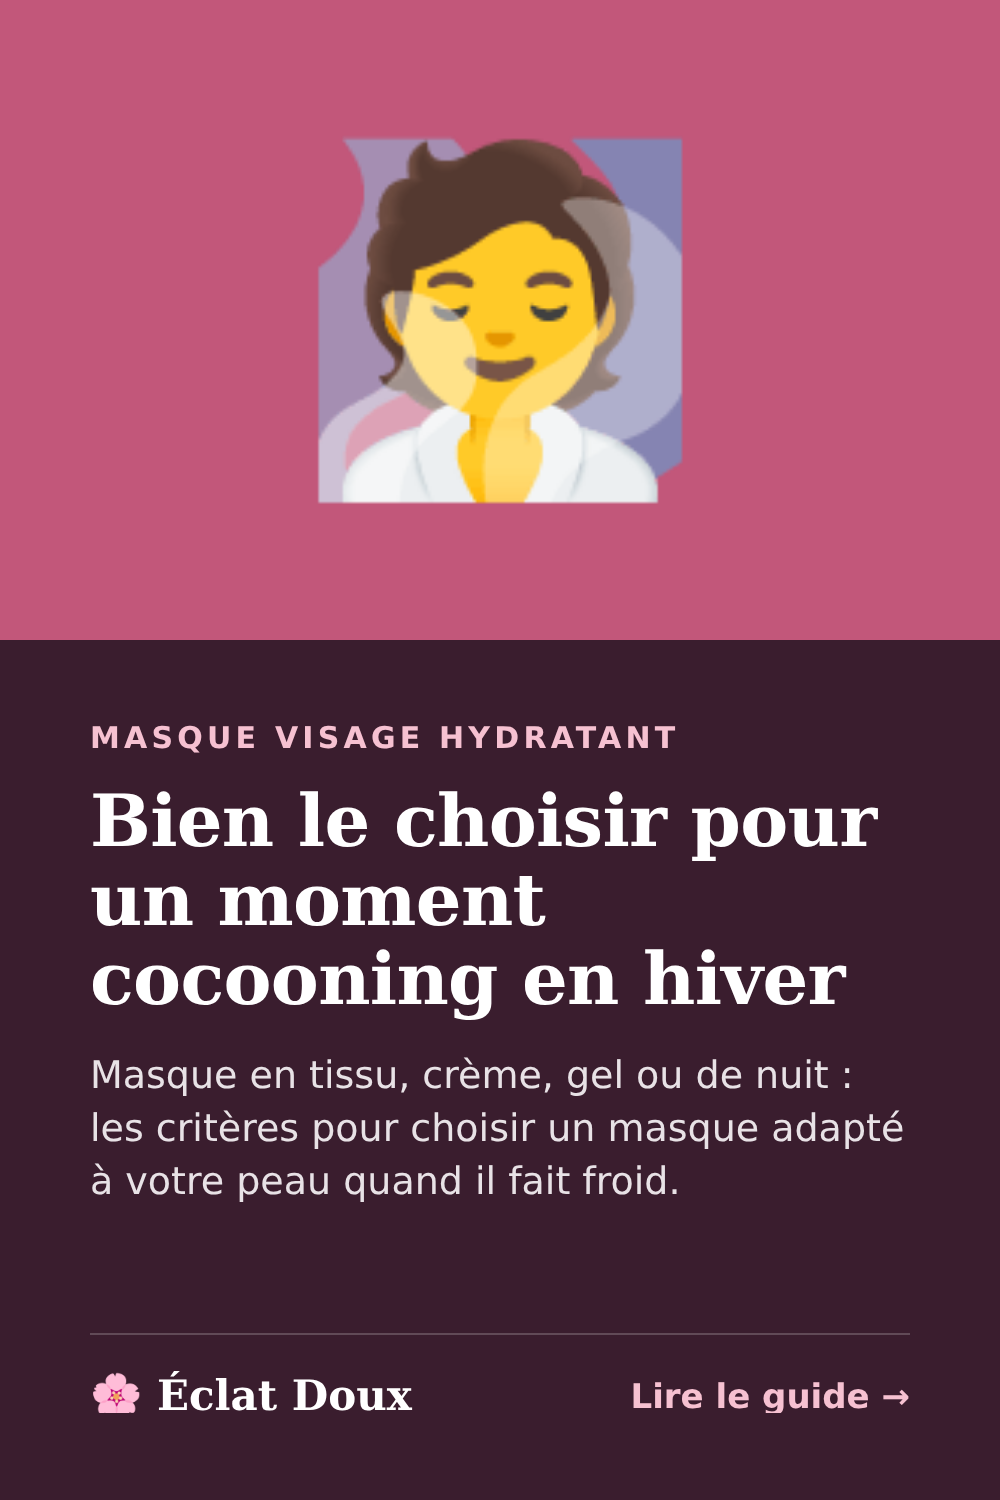 MASQUE VISAGE HYDRATANT
Bien le choisir pour
un moment
cocooning en hiver
Masque en tissu, crème, gel ou de nuit :
les critères pour choisir un masque adapté
à votre peau quand il fait froid.
🌸 Éclat Doux
Lire le guide →